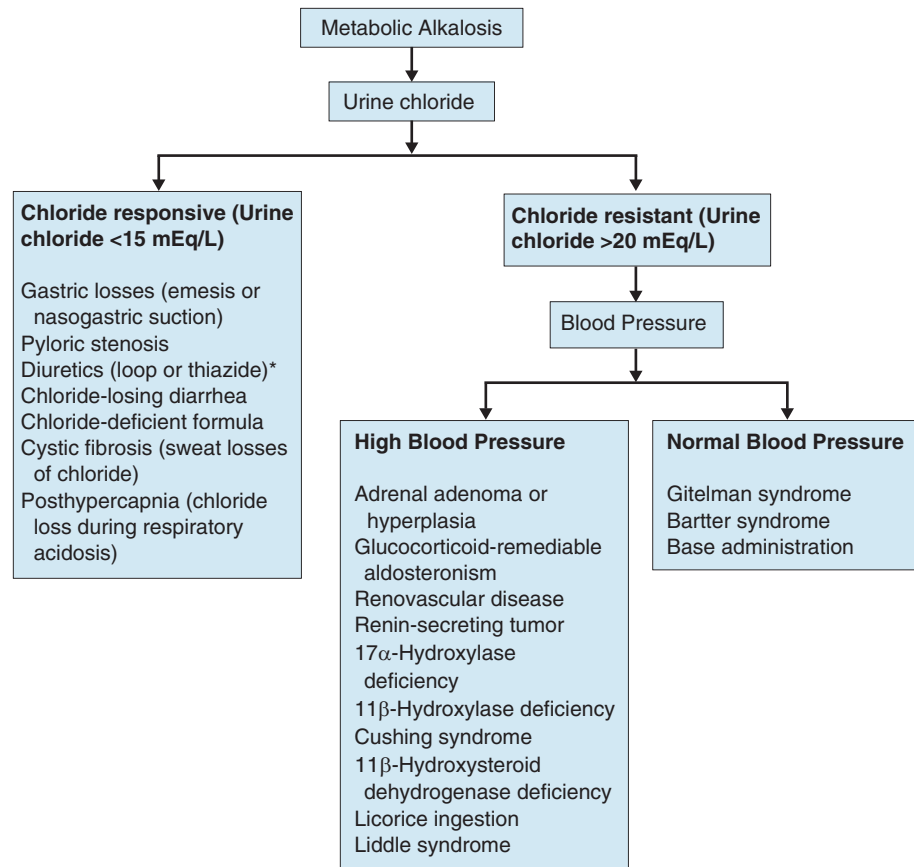 Metabolic Alkalosis
Urine chloride
Chloride responsive (Urine
chloride <15 mEq/L)
Gastric losses (emesis or
nasogastric suction)
Pyloric stenosis
Diuretics (loop or thiazide)*
Chloride-losing diarrhea
Chloride-deficient formula
Cystic fibrosis (sweat losses
of chloride)
Posthypercapnia (chloride
loss during respiratory
acidosis)
Chloride resistant (Urine
chloride >20 mEq/L)
Blood Pressure
High Blood Pressure
Adrenal adenoma or
hyperplasia
Glucocorticoid-remediable
aldosteronism
Renovascular disease
Renin-secreting tumor
17α-Hydroxylase
deficiency
11β-Hydroxylase deficiency
Cushing syndrome
11β-Hydroxysteroid
dehydrogenase deficiency
Licorice ingestion
Liddle syndrome
Normal Blood Pressure
Gitelman syndrome
Bartter syndrome
Base administration